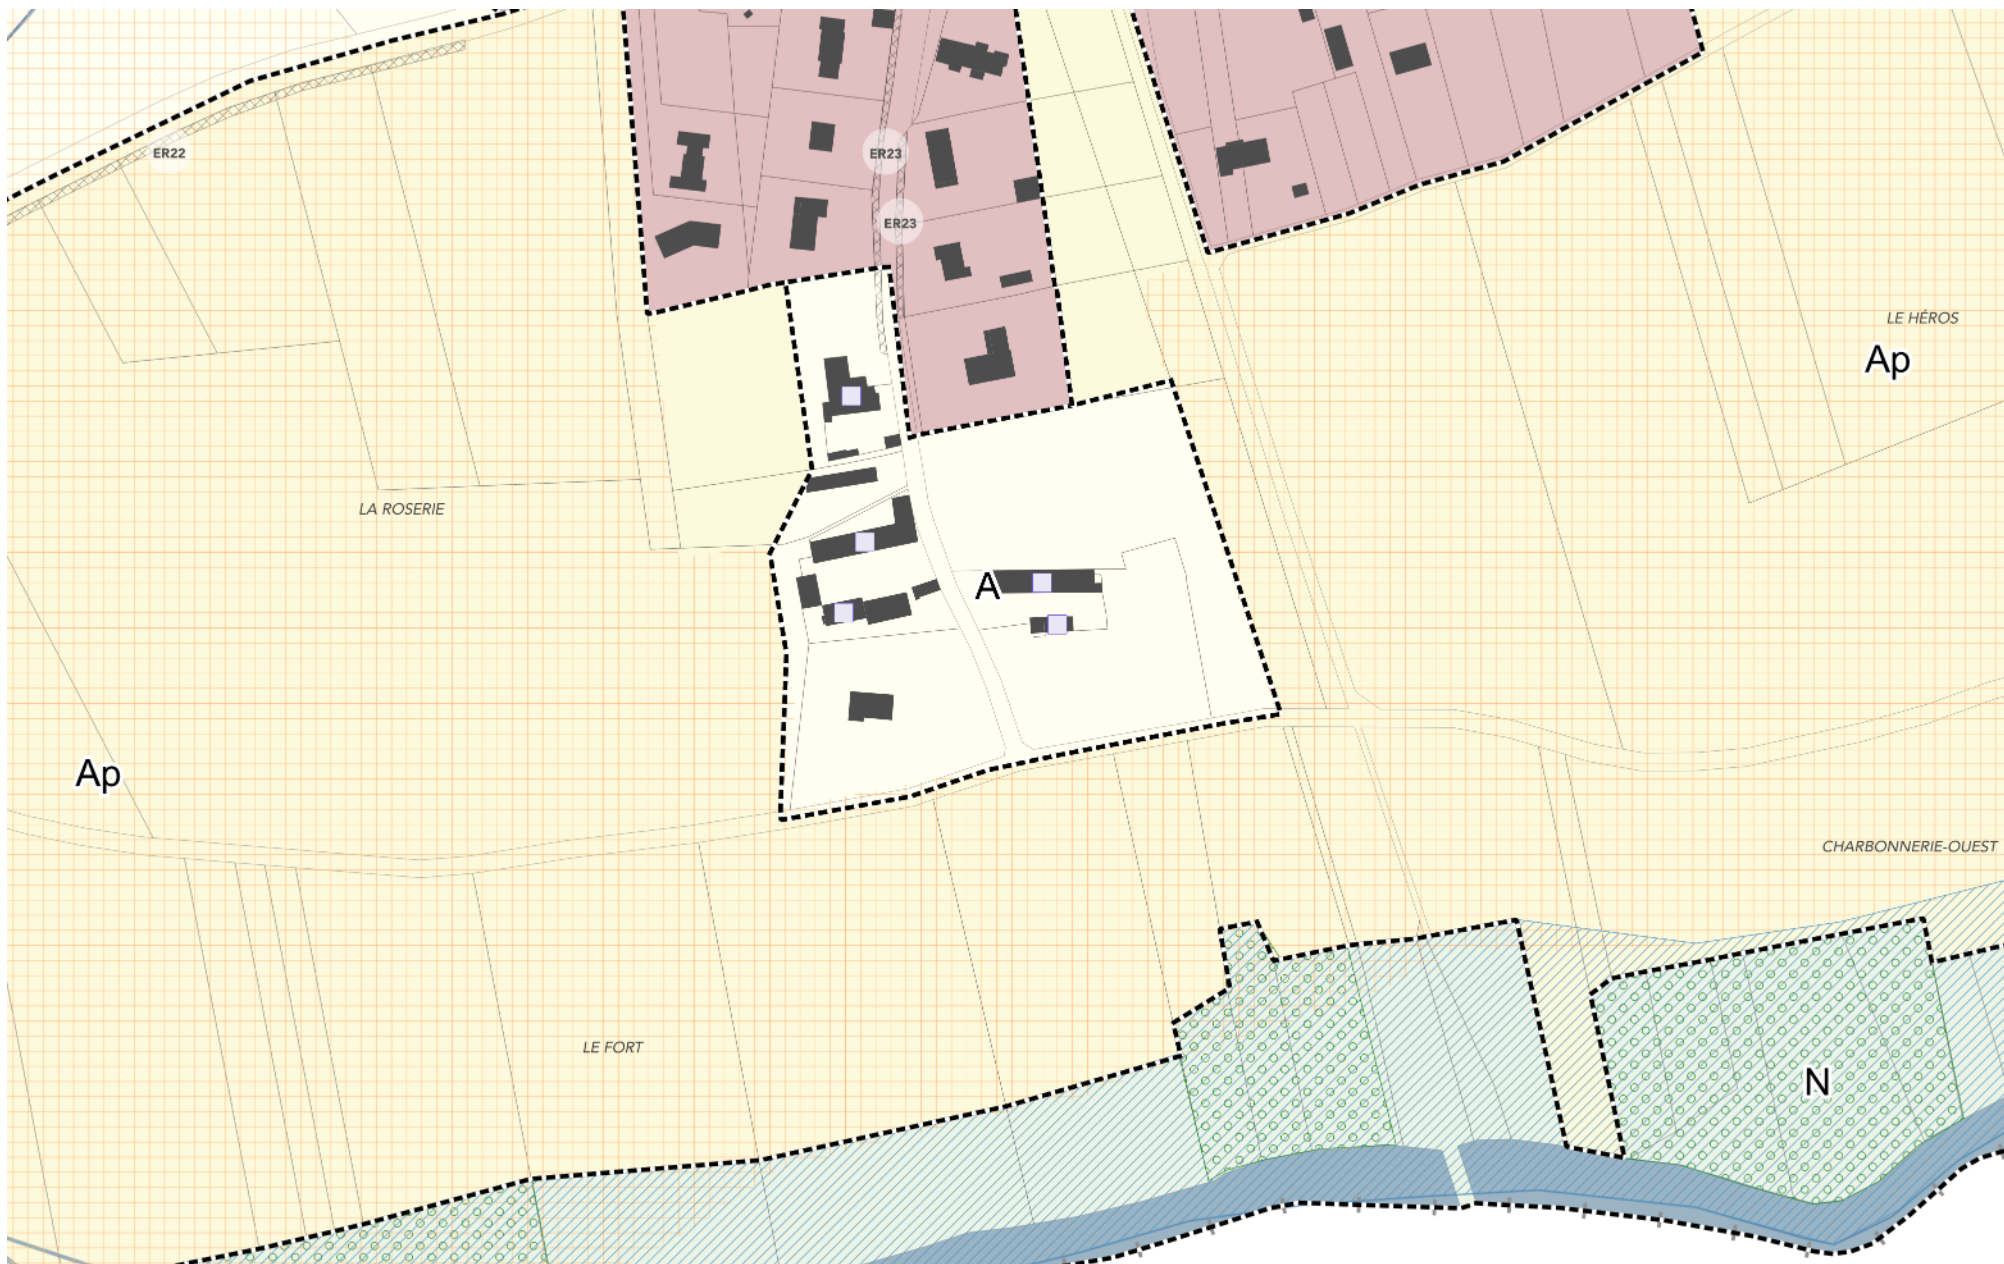 ER22
ER23
ER23
LE HÉROS
Ap
LA ROSERIE
A
Ap
CHARBONNERIE-OUEST
LE FORT
N